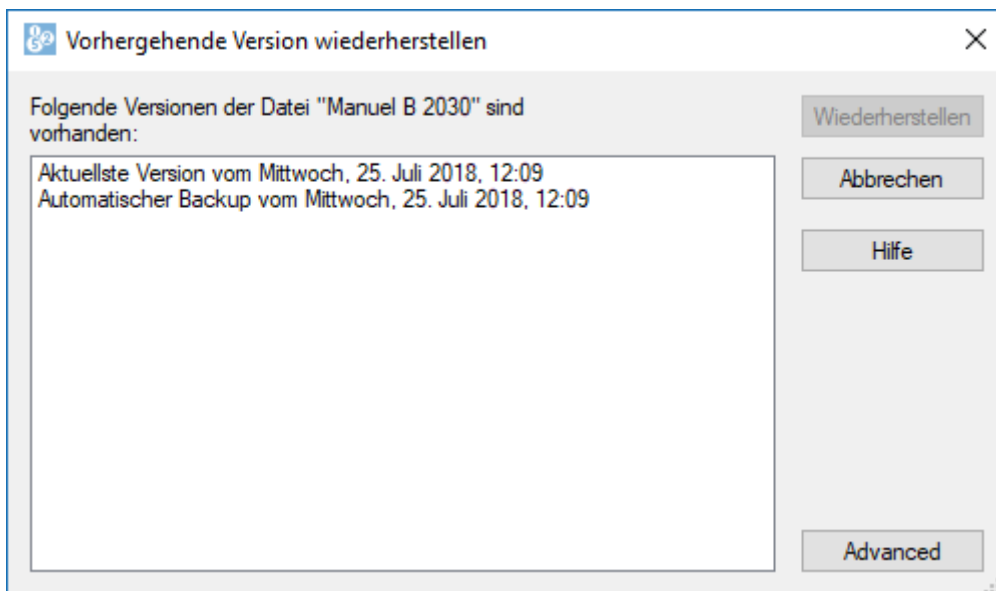 Vorhergehende Version wiederherstellen
Folgende Versionen der Datei "Manuel B 2030" sind
vorhanden:
Wiederherstellen
Aktuellste Version vom Mittwoch, 25. Juli 2018, 12:09
Automatischer Backup vom Mittwoch, 25. Juli 2018, 12:09
Abbrechen
Hilfe
Advanced